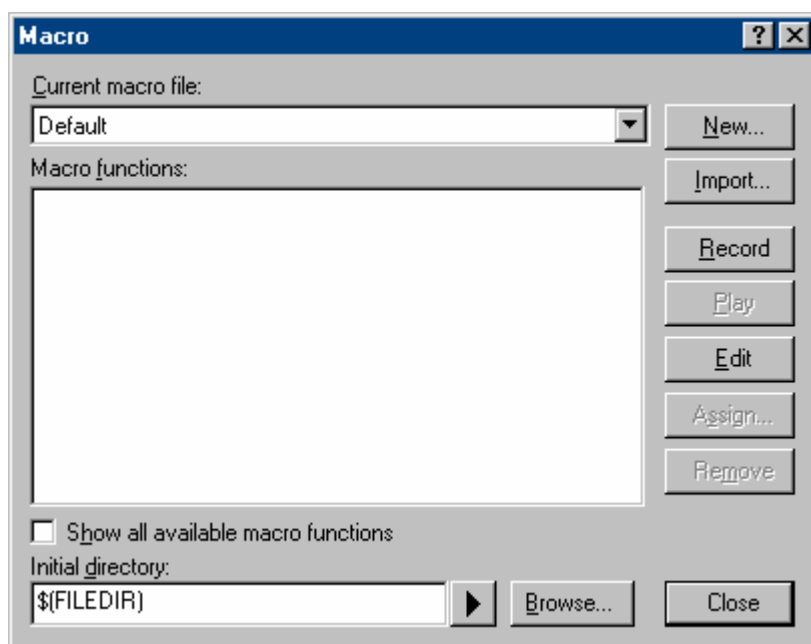 Macro
Current macro file:
Default
New...
Macro functions:
Import...
Record
Play
Edit
Assign...
Remove
Show all available macro functions
Initial directory:
$(FILEDIR)
Browse...
Close